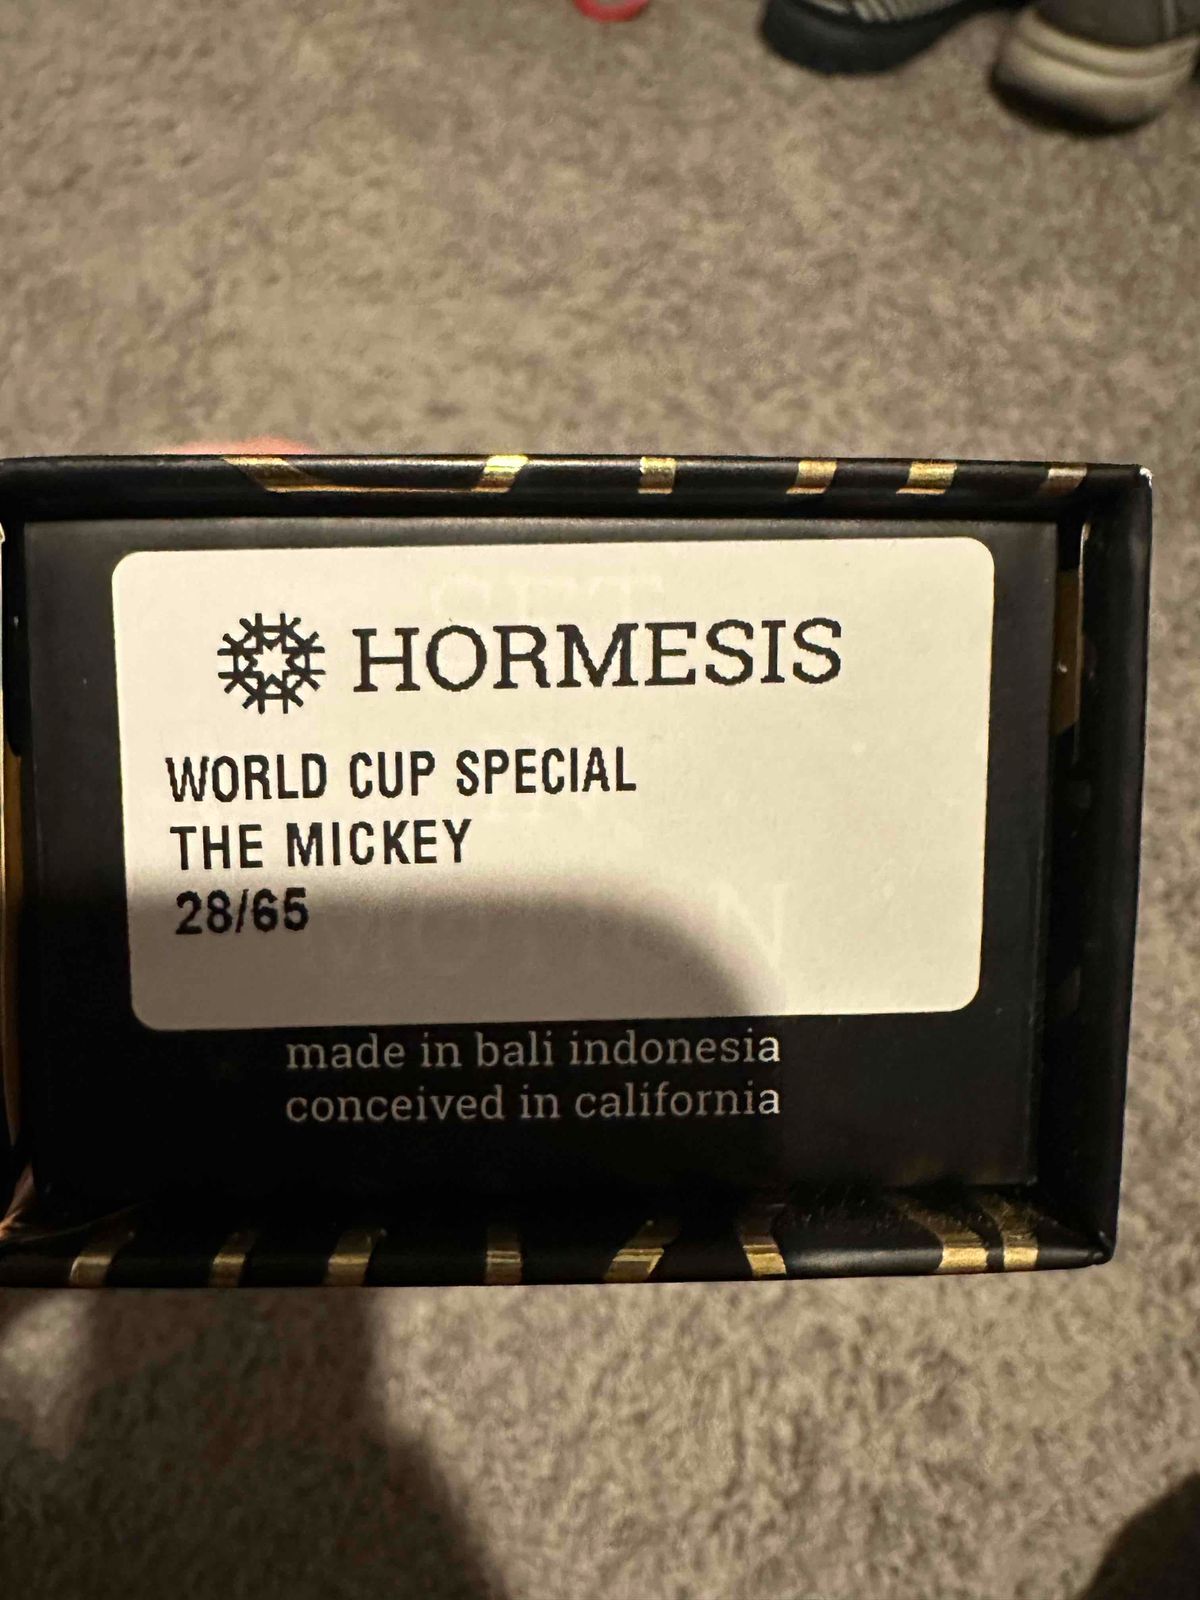 HORMESIS
WORLD CUP SPECIAL
THE MICKEY
28/65
made in bali indonesia
conceived in california